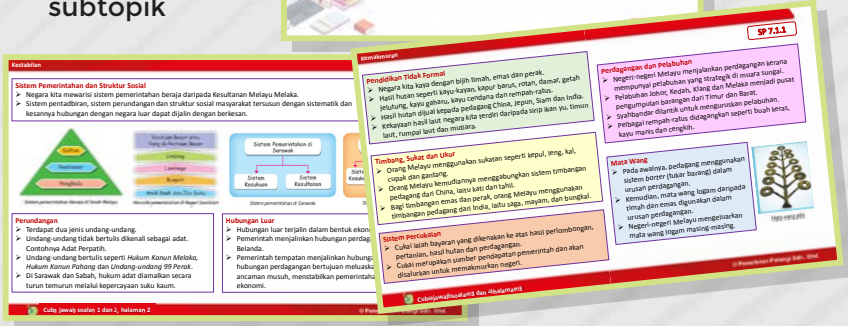 subtopik
Kestabilan
Sistem Pemerintahan dan Struktur Sosial
➤ Negara kita mewarisi sistem pemerintahan beraja daripada Kesultanan Melayu Melaka.
➤ Sistem pentadbiran, sistem perundangan dan struktur sosial masyarakat tersusun dengan sistematik dan
kesannya hubungan dengan negara luar dapat dijalin dengan berkesan.
Sultan
Pembesar
Penghulu
Undang
Lembaga
Buapak
Sistem Pemerintahan di
Sarawak
Sistem
Kesukuan
Sistem
Kesultanan
Sistem pemerintahan di Sarawak
Perundangan
➤ Terdapat dua jenis undang-undang.
➤ Undang-undang tidak bertulis dikenali sebagai adat.
Contohnya Adat Perpatih.
➤ Undang-undang bertulis seperti Hukum Kanun Melaka,
Hukum Kanun Pahang dan Undang-undang 99 Perak.
➤ Di Sarawak dan Sabah, hukum adat diamalkan secara
turun temurun melalui kepercayaan suku kaum.
Hubungan Luar
➤ Hubungan luar terjalin dalam bentuk ekono
➤ Pemerintah menjalinkan hubungan perdaga
Belanda.
➤ Pemerintah tempatan menjalinkan hubunga
hubungan perdagangan bertujuan meluaska
ancaman musuh, menstabilkan pemerintaha
ekonomi.
Cuba jawab soalan 1 dan 2, halaman 2
Kemakmuran
SP 7.1.1
Pendidikan Tidak Formal
➤ Negara kita kaya dengan bijih timah, emas dan perak.
➤ Hasil hutan seperti kayu-kayan, kapur barus, rotan, damar, getah
jelutung, kayu gaharu, kayu cendana dan rempah-ratus.
➤ Hasil hutan dijual kepada pedagang China, Jepun, Siam dan India.
➤ Kekayaan hasil laut negara kita terdiri daripada sirip ikan yu, timun
laut, rumpai laut dan mutiara.
Timbang, Sukat dan Ukur
➤ Orang Melayu menggunakan sukatan seperti kepul, leng, kal,
cupak dan gantang.
➤ Orang Melayu kemudiannya menggabungkan sistem timbangan
pedagang dari China, iaitu kati dan tahil.
➤ Bagi timbangan emas dan perak, orang Melayu menggunakan
timbangan pedagang dari India, iaitu saga, mayam, dan bungkal.
Sistem Percukaian
➤ Cukai ialah bayaran yang dikenakan ke atas hasil perlombongan,
pertanian, hasil hutan dan perdagangan.
➤ Cukai merupakan sumber pendapatan pemerintah dan akan
disalurkan untuk memakmurkan negeri.
Perdagangan dan Pelabuhan
➤ Negeri-negeri Melayu menjalankan perdagangan kerana
mempunyai pelabuhan yang strategik di muara sungai.
➤ Pelabuhan Johor, Kedah, Klang dan Melaka menjadi pusat
pengumpulan barangan dari Timur dan Barat.
➤ Syahbandar dilantik untuk menguruskan pelabuhan.
➤ Pelbagai rempah-ratus didagangkan seperti buah keras,
kayu manis dan cengkih.
Mata Wang
➤ Pada awalnya, pedagang menggunakan
sistem barter (tukar barang) dalam
urusan perdagangan.
➤ Kemudian, mata wang logam daripada
timah dan emas digunakan dalam
urusan perdagangan.
➤ Negeri-negeri Melayu mengeluarkan
mata wang logam masing-masing.
© Penerbitan Pelangi Sdn. Bhd.